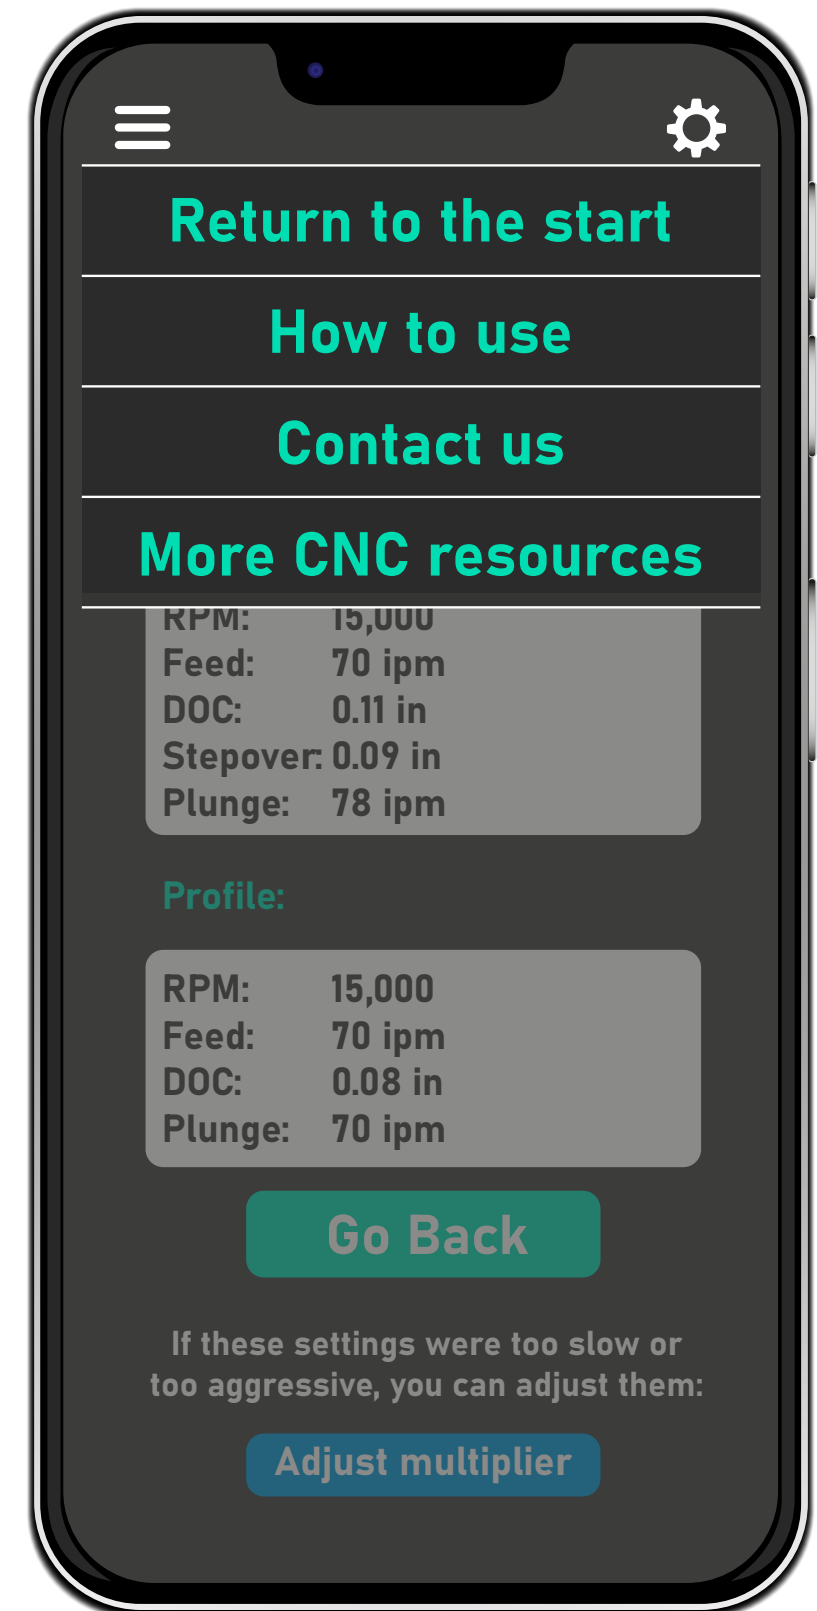 Return to the start
How to use
Contact us
More CNC resources
RPM: 15,000
Feed: 70 ipm
DOC: 0.11 in
Stepover: 0.09 in
Plunge: 78 ipm
Profile:
RPM: 15,000
Feed: 70 ipm
DOC: 0.08 in
Plunge: 70 ipm
Go Back
If these settings were too slow or
too aggressive, you can adjust them:
Adjust multiplier